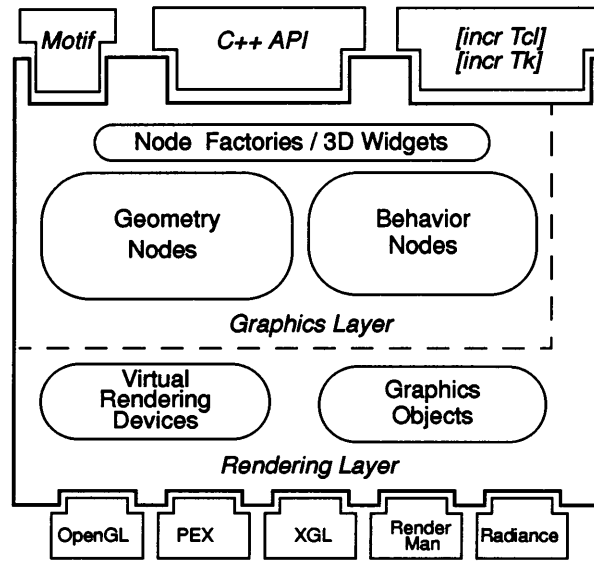 Motif
C++ API
[incr Tcl]
[incr Tk]
Node Factories / 3D Widgets
Geometry
Nodes
Behavior
Nodes
Graphics Layer
Virtual
Rendering
Devices
Graphics
Objects
Rendering Layer
OpenGL
PEX
XGL
Render
Man
Radiance